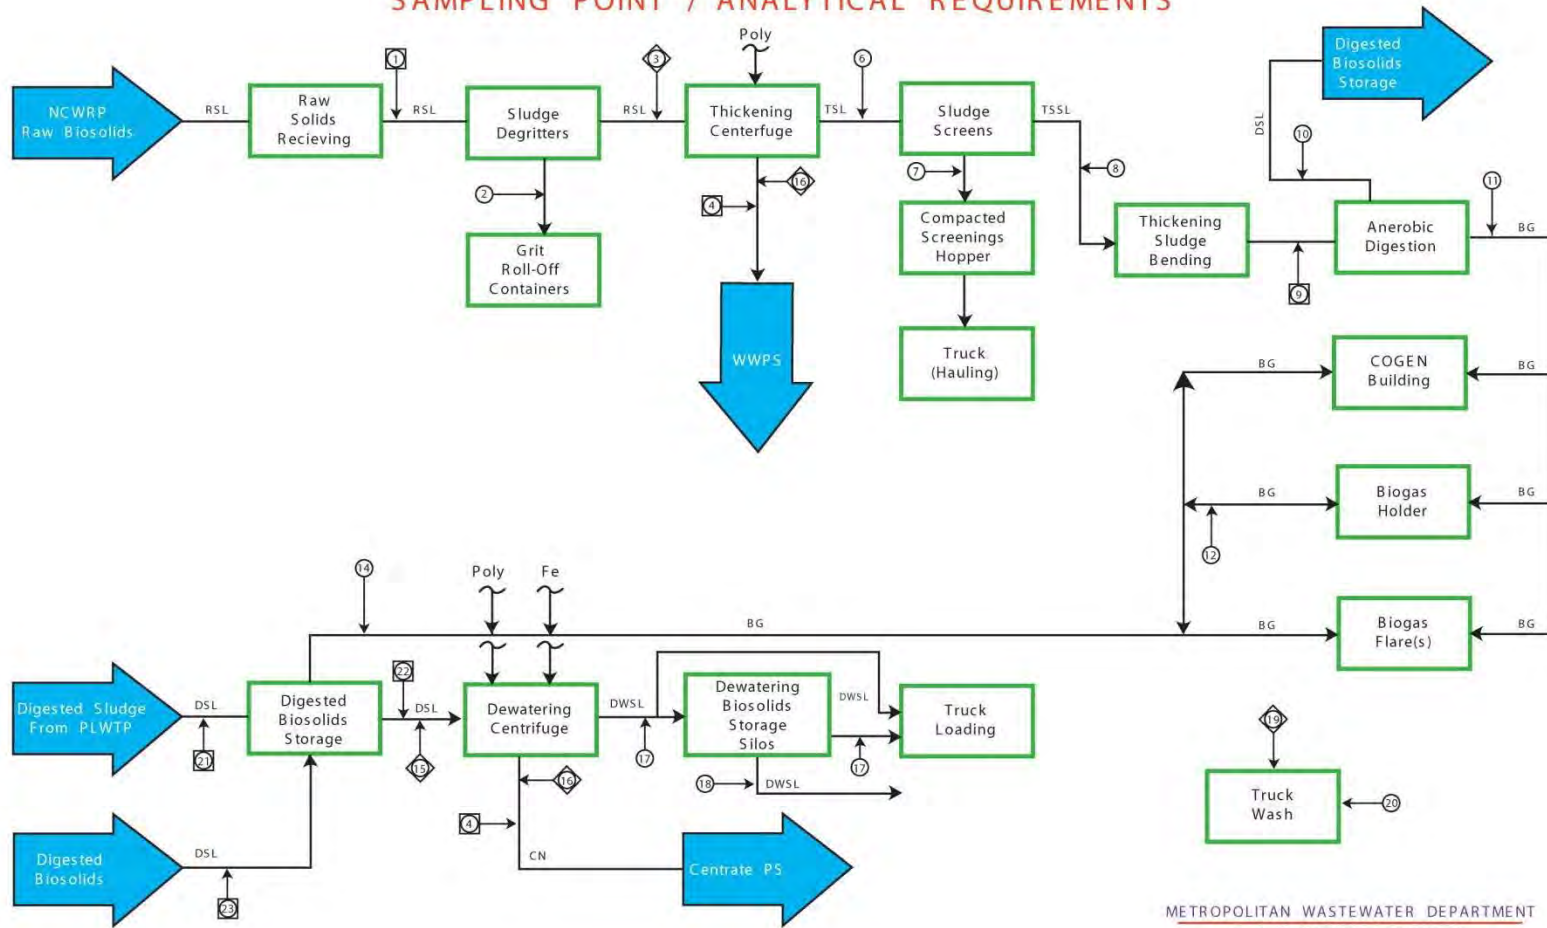 SAMPLING POINT / ANALYTICAL REQUIREMENTS
NCWRP
Raw Biosolids
RSL
Raw
Solids
Recieving
1
RSL
Sludge
Degritters
2
Grit
Roll-Off
Containers
RSL
3
Poly
Thickening
Centerfuge
16
4
WWPS
TSL
6
Sludge
Screens
7
Compacted
Screenings
Hopper
Truck
(Hauling)
TSSL
8
Thickening
Sludge
Bending
9
Anerobic
Digestion
10
DSL
Digested
Biosolids
Storage
11
BG
BG
COGEN
Building
BG
BG
Biogas
Holder
BG
12
14
Poly
Fe
BG
BG
Biogas
Flare(s)
BG
Digested Sludge
From PLWTP
DSL
21
Digested
Biosolids
Storage
22
DSL
15
Dewatering
Centrifuge
DWSL
17
Dewatering
Biosolids
Storage
Silos
DWSL
17
Truck
Loading
18
DWSL
16
4
CN
Centrate PS
Digested
Biosolids
DSL
23
19
Truck
Wash
20
METROPOLITAN WASTEWATER DEPARTMENT